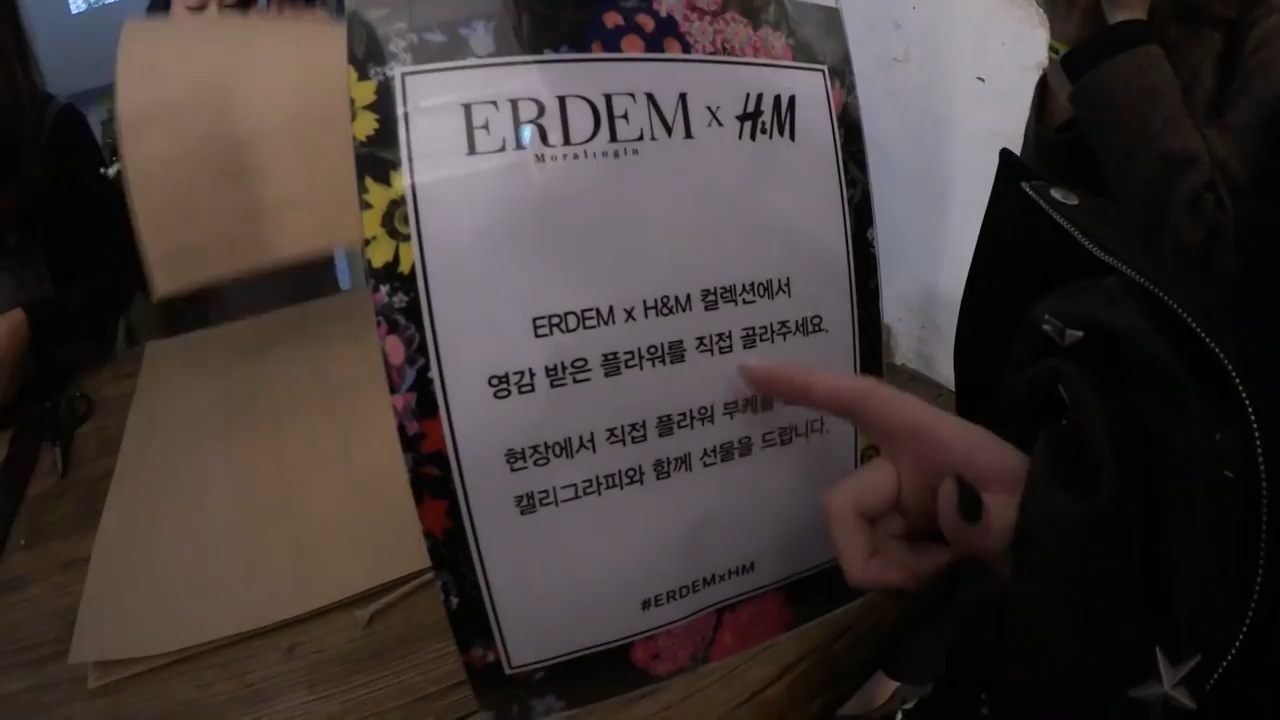 ERDEM x H&M
Moralıoglu
ERDEM x H&M 컬렉션에서
영감 받은 플라워를 직접 골라주세요.
현장에서 직접 플라워 부케를
캘리그라피와 함께 선물을 드립니다.
#ERDEMxHM